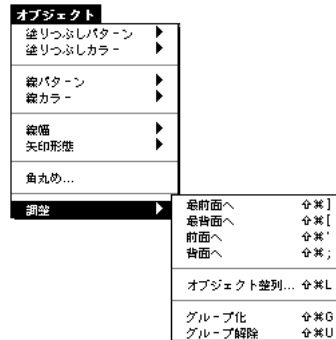 オブジェクト
塗りつぶしパターン
塗りつぶしカラー
線パターン
線カラー
線幅
矢印形態
角丸め...
調整
最前面へ ⇧⌘]
最背面へ ⇧⌘[
前面へ ⇧⌘'
背面へ ⇧⌘;
オブジェクト整列... ⇧⌘L
グループ化 ⇧⌘G
グループ解除 ⇧⌘U